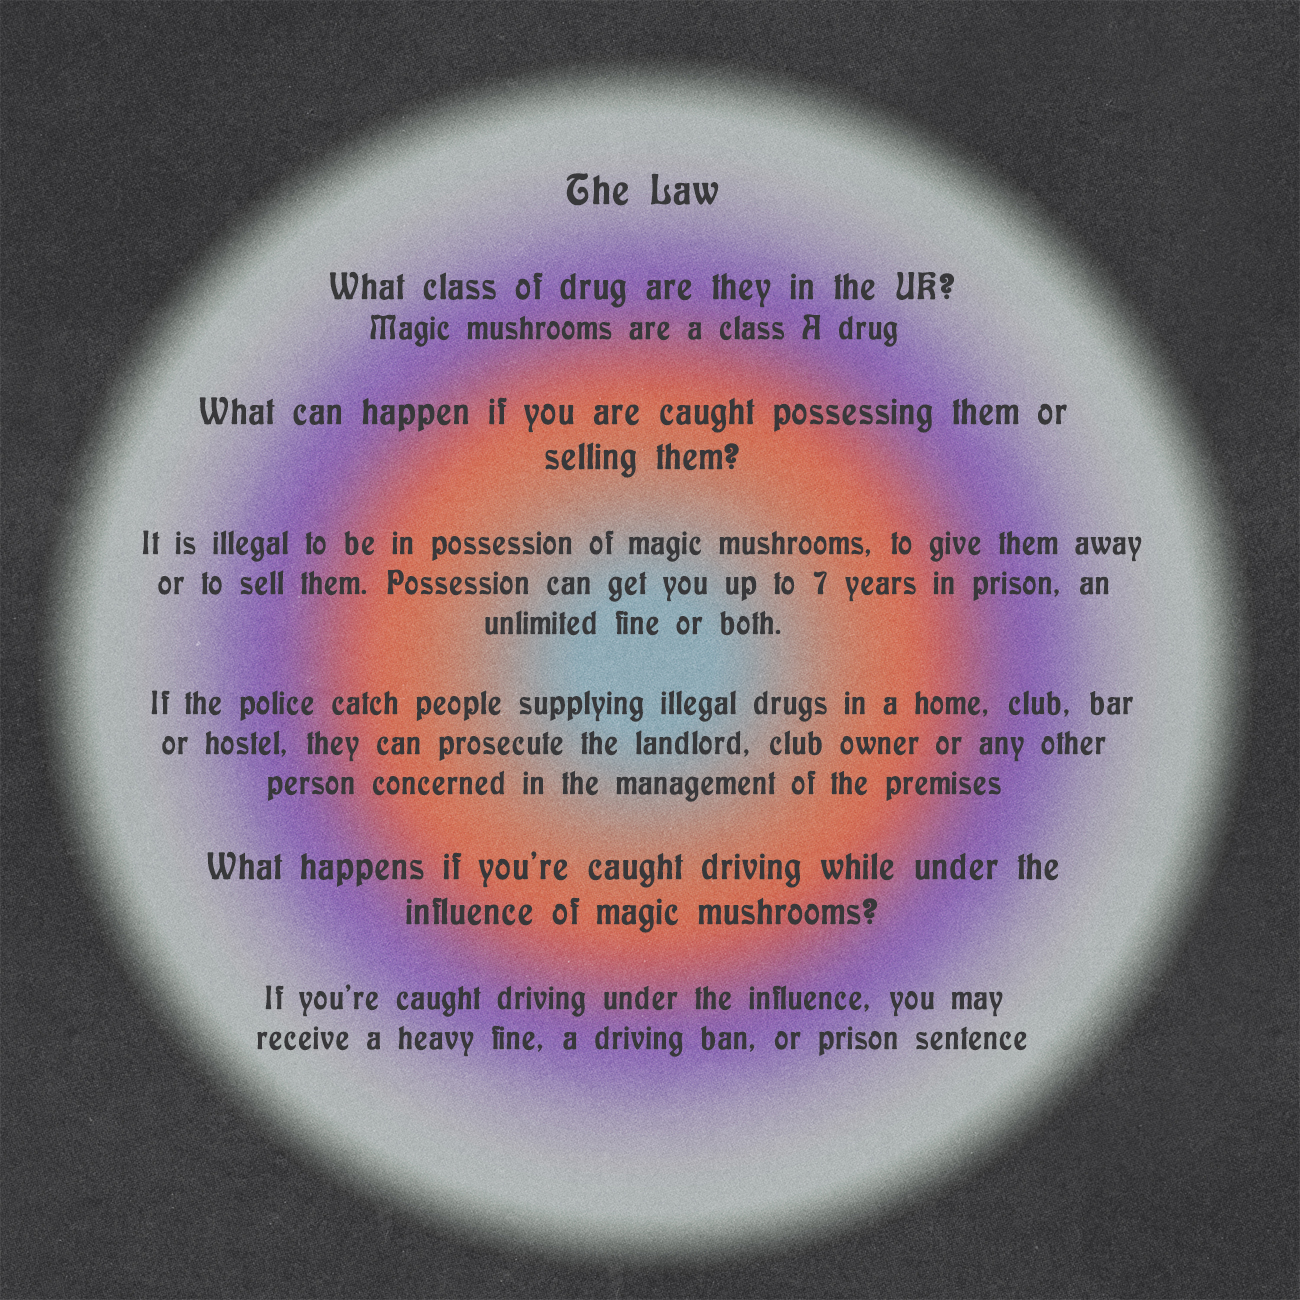 The Law
What class of drug are they in the UK?
Magic mushrooms are a class A drug
What can happen if you are caught possessing them or
selling them?
It is illegal to be in possession of magic mushrooms, to give them away
or to sell them. Possession can get you up to 7 years in prison, an
unlimited fine or both.
If the police catch people supplying illegal drugs in a home, club, bar
or hostel, they can prosecute the landlord, club owner or any other
person concerned in the management of the premises
What happens if you're caught driving while under the
influence of magic mushrooms?
If you're caught driving under the influence, you may
receive a heavy fine, a driving ban, or prison sentence